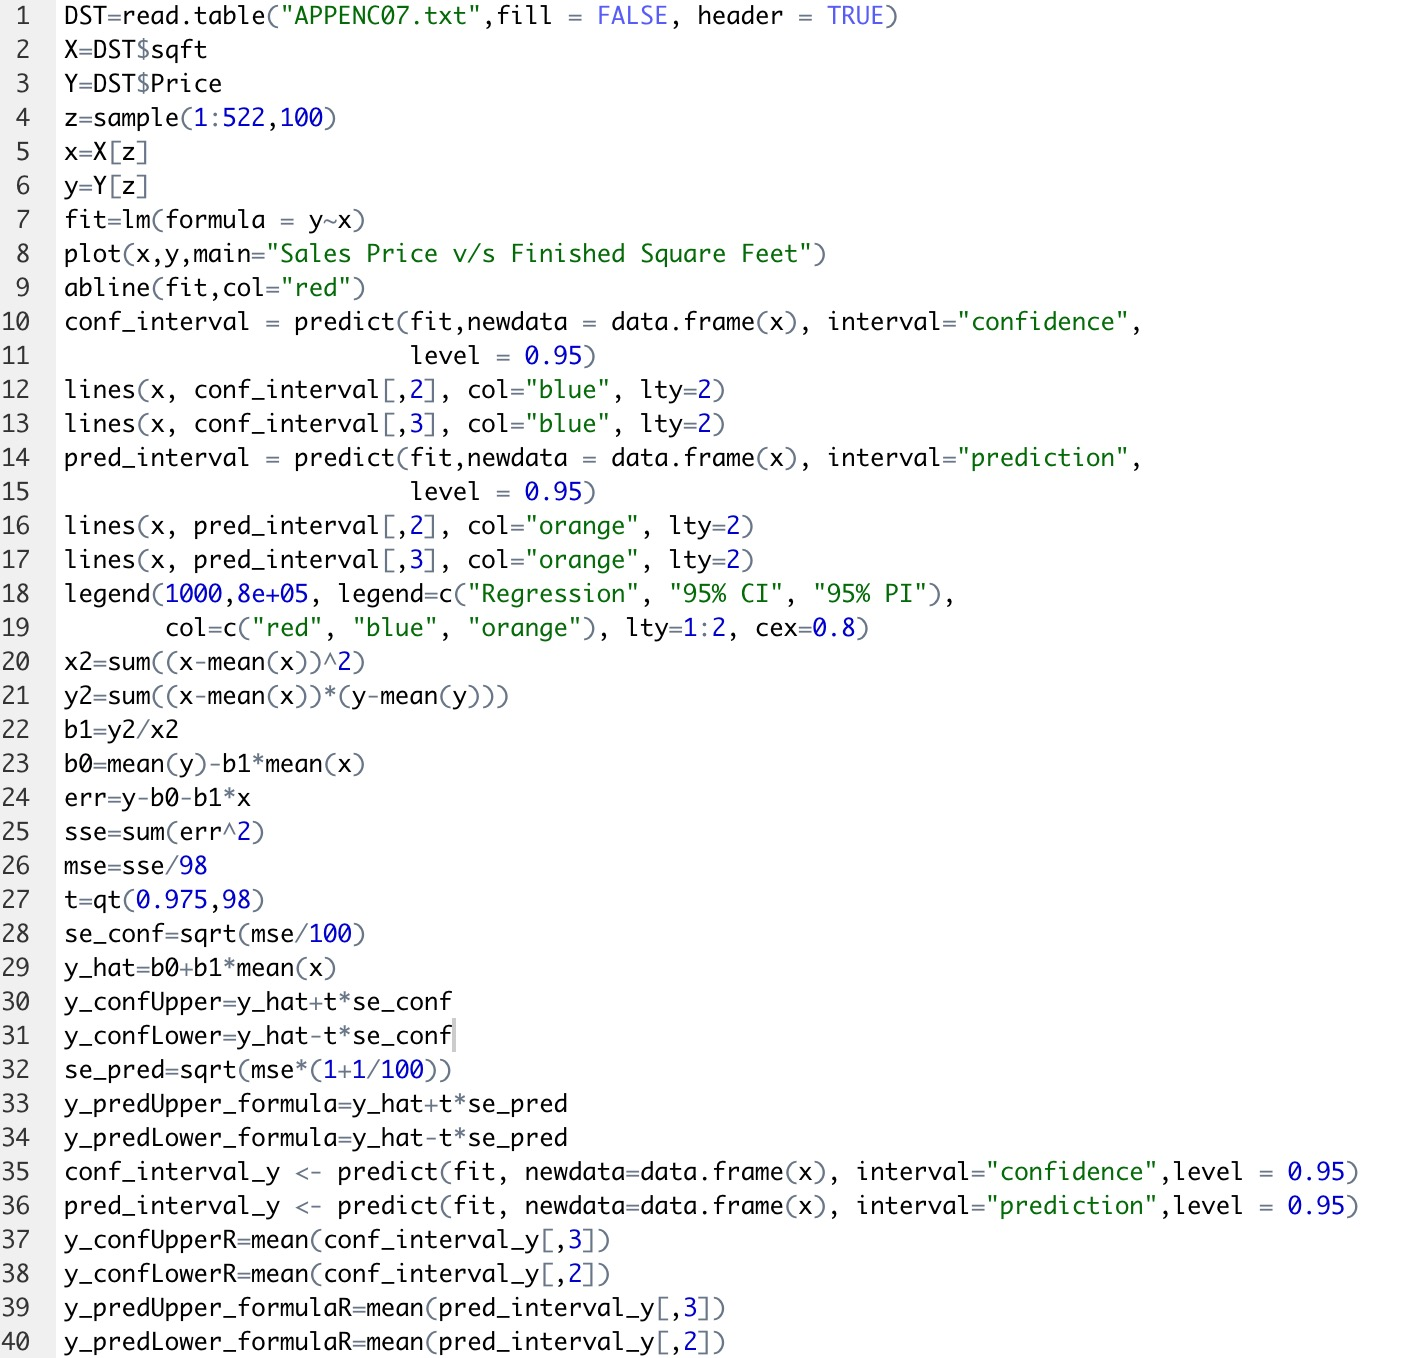 1 DST=read.table("APPENC07.txt",fill = FALSE, header = TRUE)
2 X=DST$sqft
3 Y=DST$Price
4 z=sample(1:522,100)
5 x=X[z]
6 y=Y[z]
7 fit=lm(formula = y~x)
8 plot(x,y,main="Sales Price v/s Finished Square Feet")
9 abline(fit,col="red")
10 conf_interval = predict(fit,newdata = data.frame(x), interval="confidence",
11                         level = 0.95)
12 lines(x, conf_interval[,2], col="blue", lty=2)
13 lines(x, conf_interval[,3], col="blue", lty=2)
14 pred_interval = predict(fit,newdata = data.frame(x), interval="prediction",
15                         level = 0.95)
16 lines(x, pred_interval[,2], col="orange", lty=2)
17 lines(x, pred_interval[,3], col="orange", lty=2)
18 legend(1000,8e+05, legend=c("Regression", "95% CI", "95% PI"),
19        col=c("red", "blue", "orange"), lty=1:2, cex=0.8)
20 x2=sum((x-mean(x))^2)
21 y2=sum((x-mean(x))*(y-mean(y)))
22 b1=y2/x2
23 b0=mean(y)-b1*mean(x)
24 err=y-b0-b1*x
25 sse=sum(err^2)
26 mse=sse/98
27 t=qt(0.975,98)
28 se_conf=sqrt(mse/100)
29 y_hat=b0+b1*mean(x)
30 y_confUpper=y_hat+t*se_conf
31 y_confLower=y_hat-t*se_conf
32 se_pred=sqrt(mse*(1+1/100))
33 y_predUpper_formula=y_hat+t*se_pred
34 y_predLower_formula=y_hat-t*se_pred
35 conf_interval_y <- predict(fit, newdata=data.frame(x), interval="confidence",level = 0.95)
36 pred_interval_y <- predict(fit, newdata=data.frame(x), interval="prediction",level = 0.95)
37 y_confUpperR=mean(conf_interval_y[,3])
38 y_confLowerR=mean(conf_interval_y[,2])
39 y_predUpper_formulaR=mean(pred_interval_y[,3])
40 y_predLower_formulaR=mean(pred_interval_y[,2])